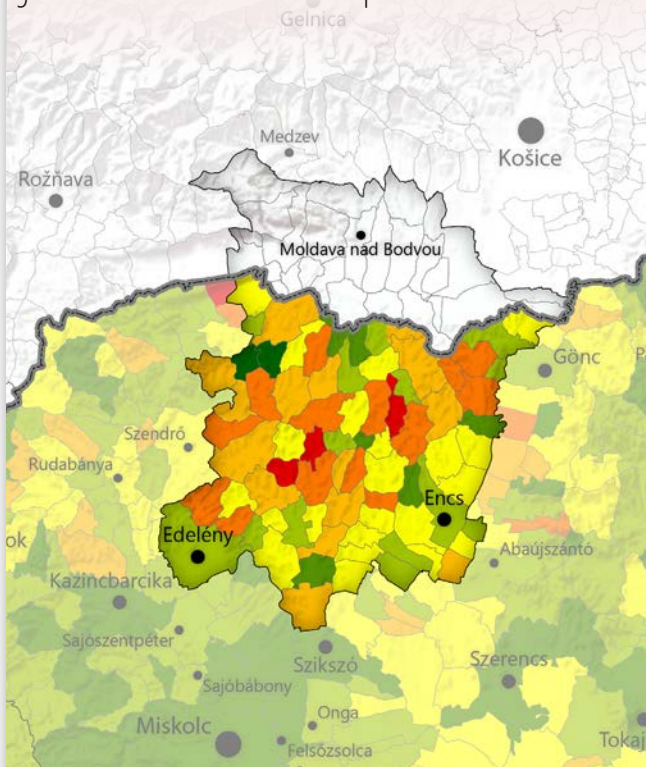 Gelnica
Medzev
Košice
Rožňava
Moldava nad Bodvou
Gönc
Szendrő
Rudabánya
Encs
Edelény
ok
Abaújszántó
Kazincbarcika
Sajószentpéter
Szikszó
Szerencs
Sajóbábony
Onga
Miskolc
Tokaj
Felsőzsolca